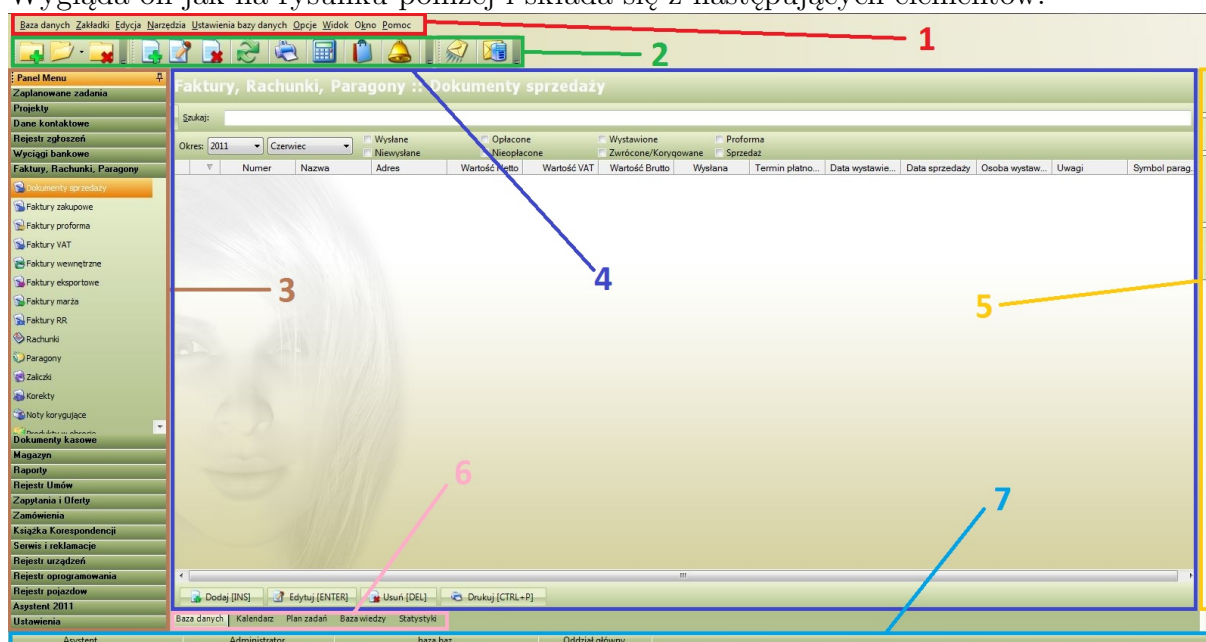 Wygląda on jak na rysunku poniżej i składa się z następujących elementów:
Baza danych Zakładki Edycja Narzędzia Ustawienia bazy danych Opcje Widok Okno Pomoc
1
2
Panel Menu
Zaplanowane zadania
Projekty
Dane kontaktowe
Rejestr zgłoszeń
Wyciągi bankowe
Faktury, Rachunki, Paragony
Dokumenty sprzedaży
Faktury zakupowe
Faktury proforma
Faktury VAT
Faktury wewnętrzne
Faktury eksportowe
Faktury marża
Faktury RR
Rachunki
Paragony
Zaliczki
Korekty
Noty korygujące
Produkty w obrocie
Dokumenty kasowe
Magazyn
Raporty
Rejestr Umów
Zapytania i Oferty
Zamówienia
Książka Korespondencji
Serwis i reklamacje
Rejestr urządzeń
Rejestr oprogramowania
Rejestr pojazdow
Asystent 2011
Ustawienia
3
Faktury, Rachunki, Paragony :: Dokumenty sprzedaży
Szukaj:
Okres: 2011 Czerwiec
Wysłane Opłacone Wystawione Proforma
Niewysłane Nieopłacone Zwrócone/Korygowane Sprzedaż
Numer Nazwa Adres Wartość Netto Wartość VAT Wartość Brutto Wysłana Termin płatno... Data wystawie... Data sprzedaży Osoba wystaw... Uwagi Symbol parag.
4
5
6
7
Dodaj [INS] Edytuj [ENTER] Usuń [DEL] Drukuj [CTRL+P]
Baza danych Kalendarz Plan zadań Baza wiedzy Statystyki
Asystent Administrator baza baz Oddział główny